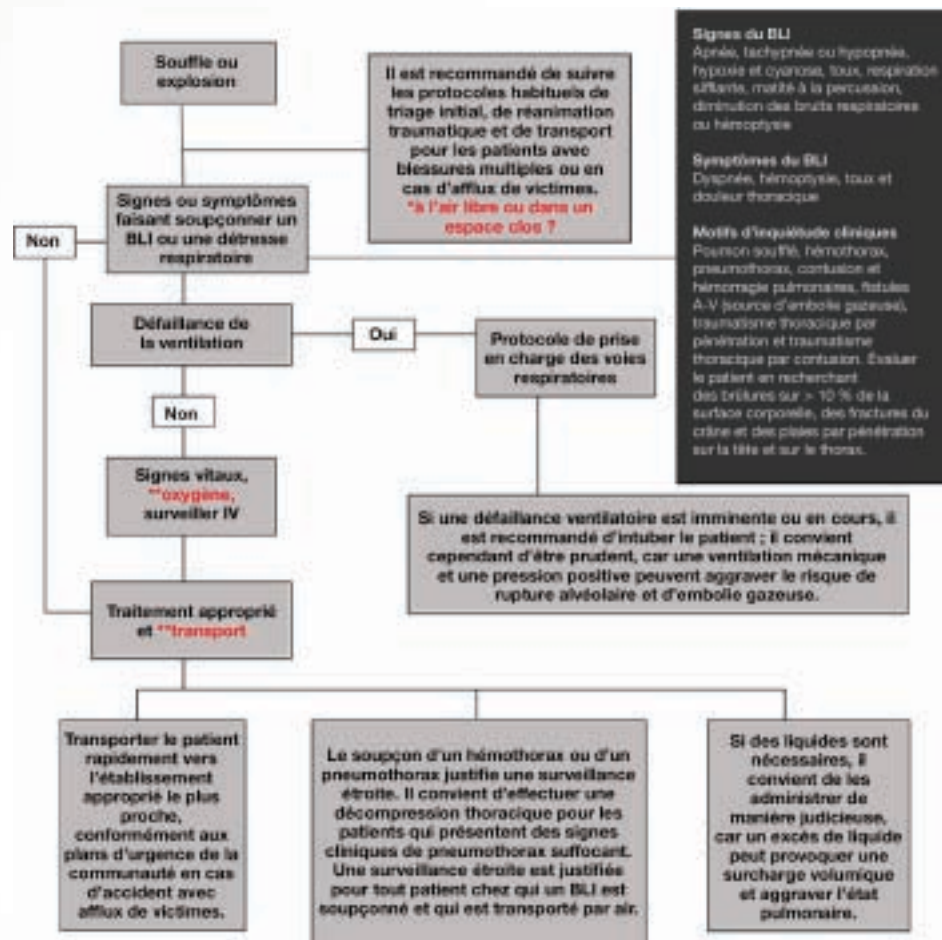 Souffle ou
explosion
Il est recommandé de suivre
les protocoles habituels de
triage initial, de réanimation
traumatique et de transport
pour les patients avec
blessures multiples ou en
cas d'afflux de victimes.
*à l'air libre ou dans un
espace clos ?
Signes du BLI
Apnée, tachypnée ou hypopnée,
hypoxie et cyanose, toux, respiration
sifflante, matité à la percussion,
diminution des bruits respiratoires
ou hémoptysie
Symptômes du BLI
Dyspnée, hémoptysie, toux et
douleur thoracique
Motifs d'inquiétude cliniques
Poumon soufflé, hémothorax,
pneumothorax, contusion et
hémorragie pulmonaires, fistules
A-V (source d'embolie gazeuse),
traumatisme thoracique par
pénétration et traumatisme
thoracique par contusion. Évaluer
le patient en recherchant
des brûlures sur > 10 % de la
surface corporelle, des fractures du
crâne et des plaies par pénétration
sur la tête et sur le thorax.
Signes ou symptômes
faisant soupçonner un
BLI ou une détresse
respiratoire
Non
Défaillance de
la ventilation
Oui
Protocole de prise
en charge des voies
respiratoires
Non
Signes vitaux,
**oxygène,
surveiller IV
Si une défaillance ventilatoire est imminente ou en cours, il
est recommandé d'intuber le patient ; il convient
cependant d'être prudent, car une ventilation mécanique
et une pression positive peuvent aggraver le risque de
rupture alvéolaire et d'embolie gazeuse.
Traitement approprié
et **transport
Transporter le patient
rapidement vers
l'établissement
approprié le plus
proche,
conformément aux
plans d'urgence de la
communauté en cas
d'accident avec
afflux de victimes.
Le soupçon d'un hémothorax ou d'un
pneumothorax justifie une surveillance
étroite. Il convient d'effectuer une
décompression thoracique pour les
patients qui présentent des signes
cliniques de pneumothorax suffocant.
Une surveillance étroite est justifiée
pour tout patient chez qui un BLI est
soupçonné et qui est transporté par air.
Si des liquides sont
nécessaires, il
convient de les
administrer de
manière judicieuse,
car un excès de liquide
peut provoquer une
surcharge volumique
et aggraver l'état
pulmonaire.